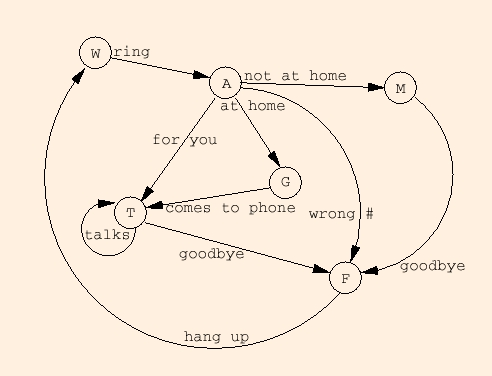 W
ring
A
not at home
M
at home
for you
G
T
comes to phone
wrong #
talks
goodbye
F
goodbye
hang up